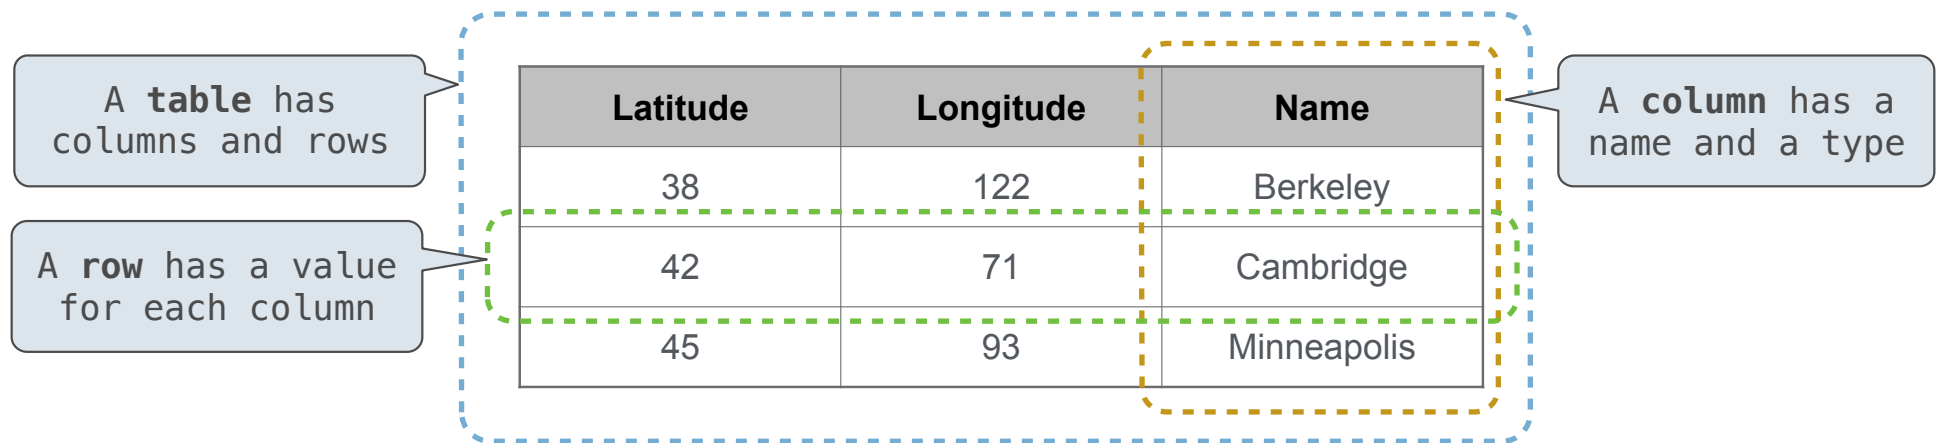 A table has
columns and rows
A row has a value
for each column
Latitude Longitude Name
38 122 Berkeley
42 71 Cambridge
45 93 Minneapolis
A column has a
name and a type